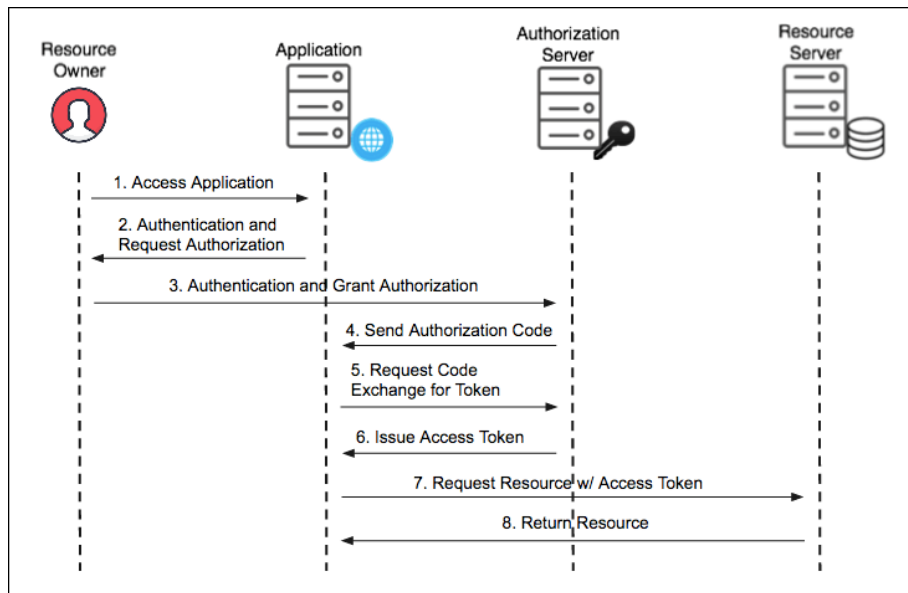 Resource
Owner
Application
Authorization
Server
Resource
Server
1. Access Application
2. Authentication and
Request Authorization
3. Authentication and Grant Authorization
4. Send Authorization Code
5. Request Code
Exchange for Token
6. Issue Access Token
7. Request Resource w/ Access Token
8. Return Resource